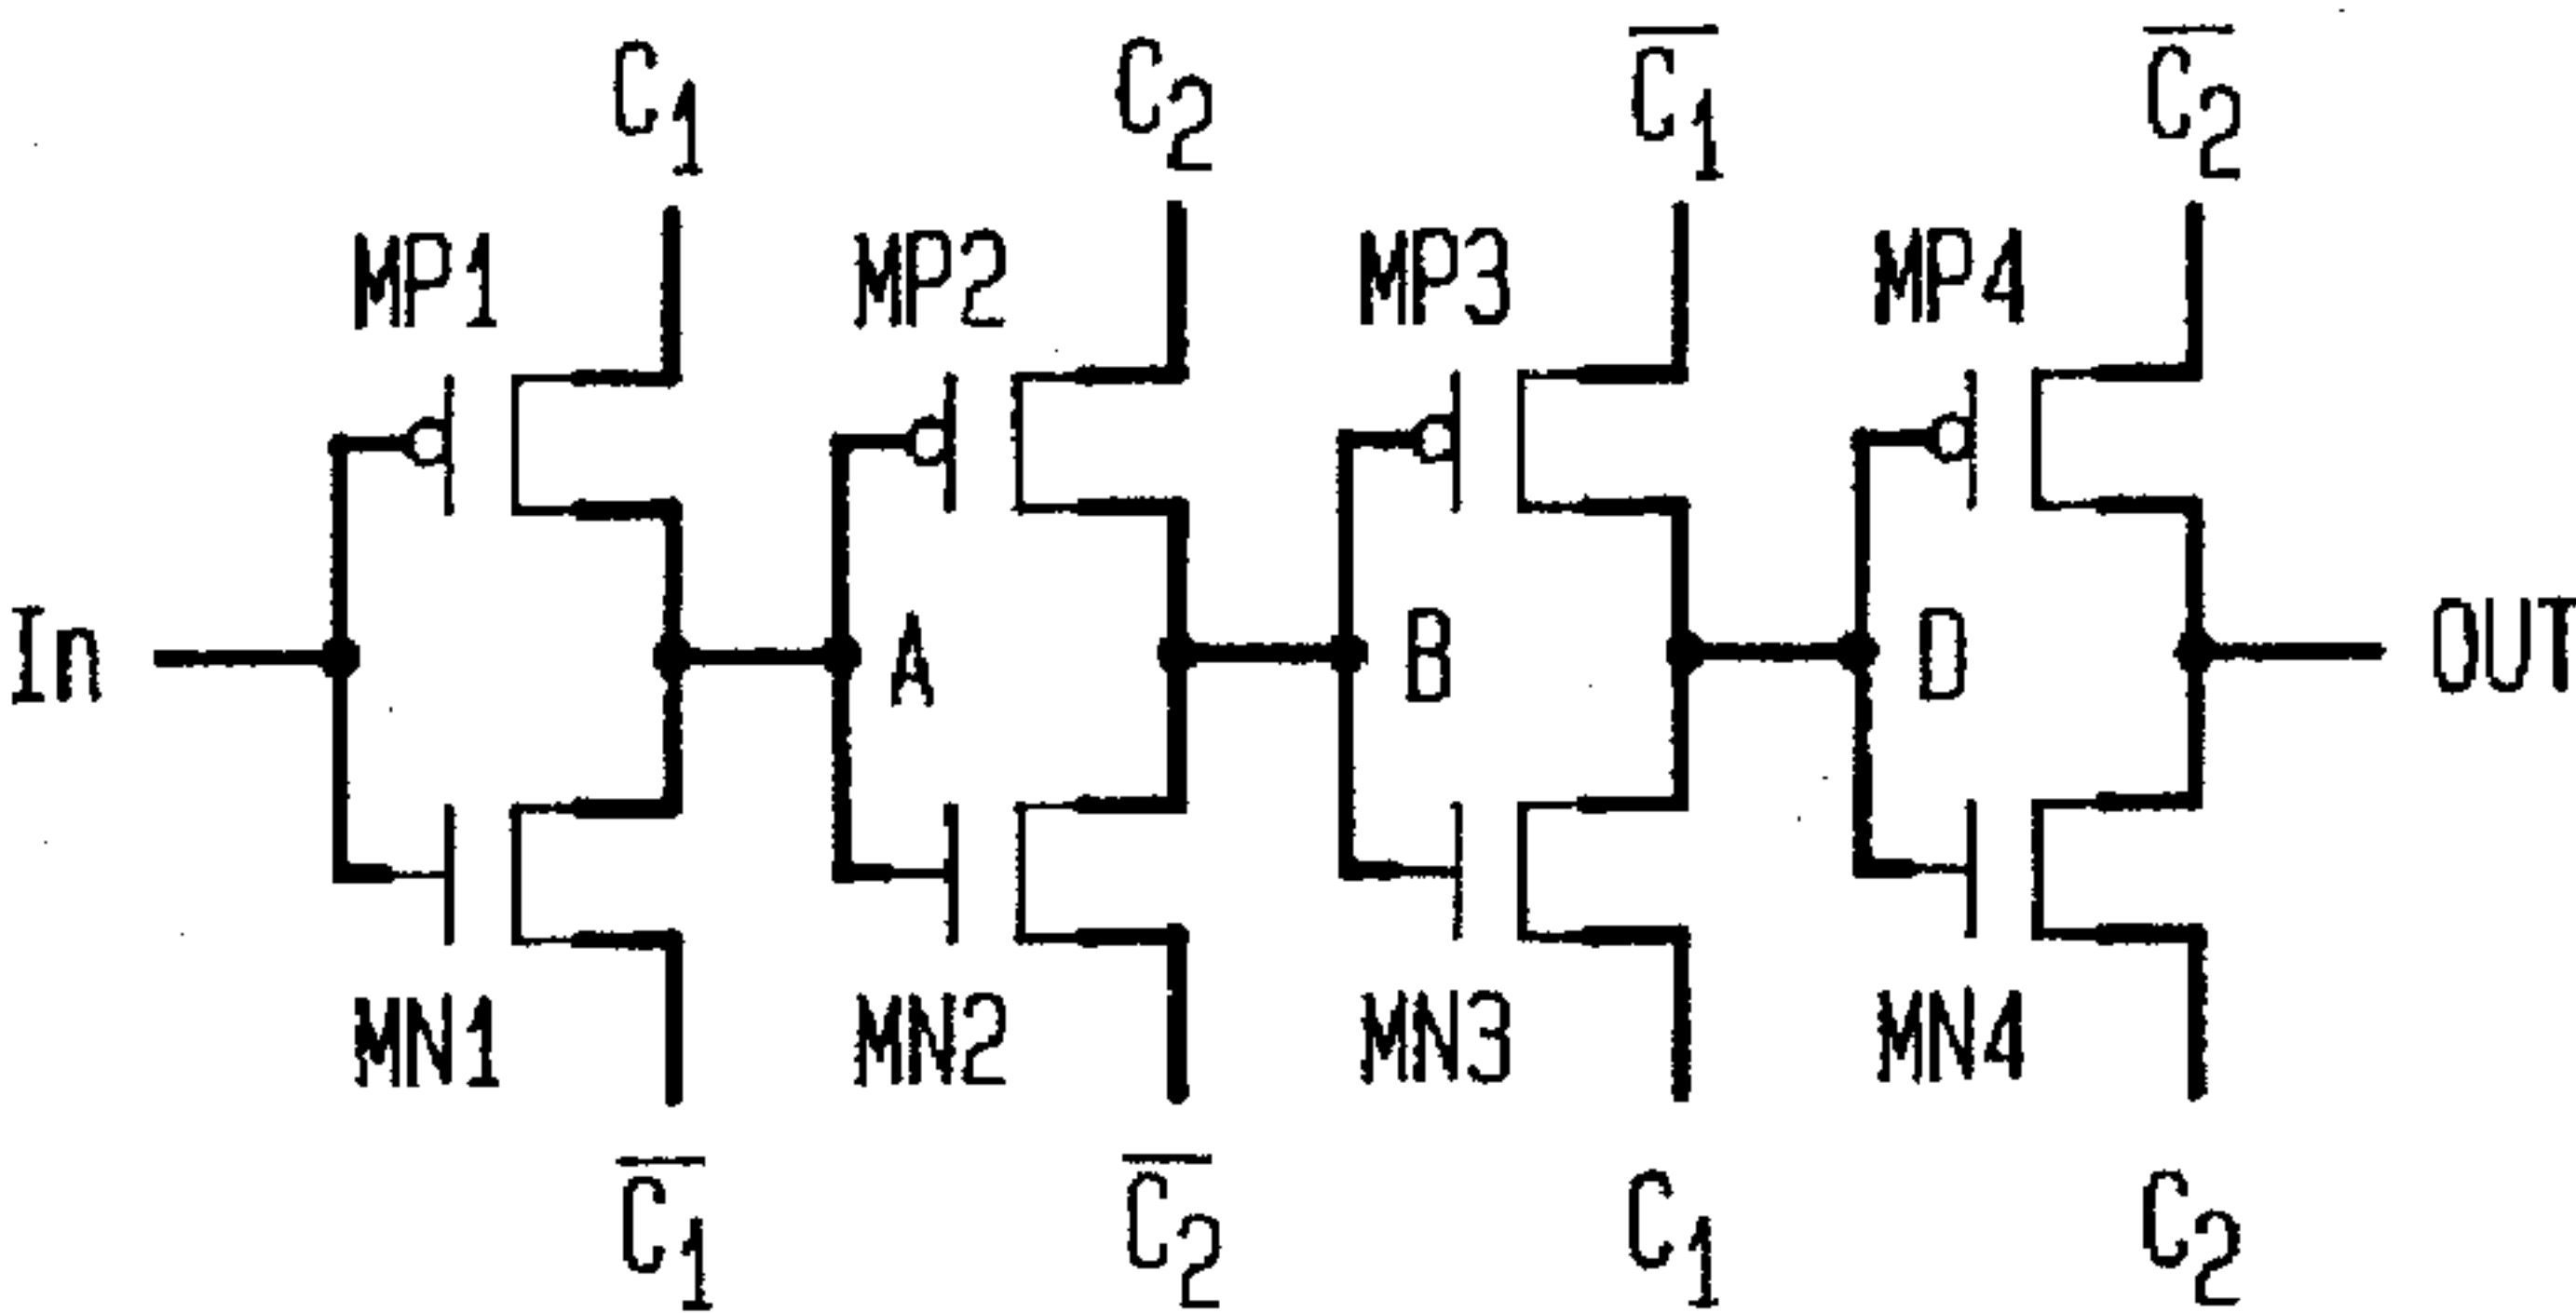 C₁ C₂ C̅₁ C̅₂
MP1 MP2 MP3 MP4
In A B D OUT
MN1 MN2 MN3 MN4
C̅₁ C̅₂ C₁ C₂